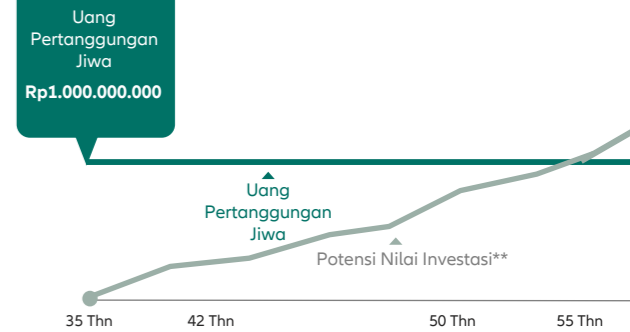 Uang
Pertanggungan
Jiwa
Rp1.000.000.000
Uang
Pertanggungan
Jiwa
Potensi Nilai Investasi**
35 Thn
42 Thn
50 Thn
55 Thn